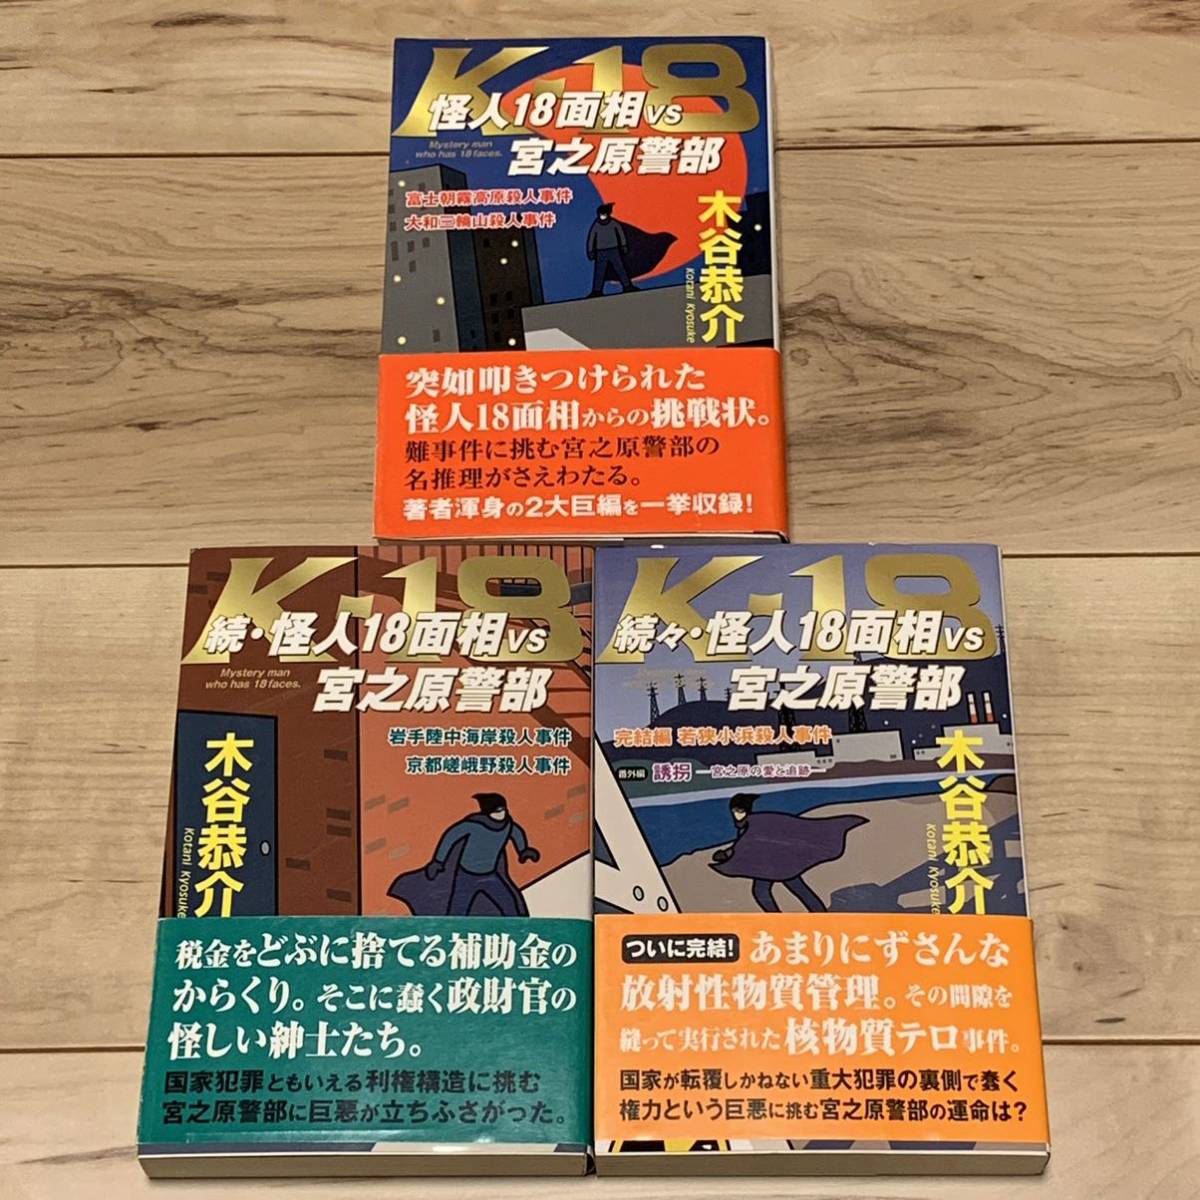 K・18
怪人18面相vs
Mystery man
who has 18 faces.
宮之原警部
富士朝霧高原殺人事件
大和三輪山殺人事件
木谷恭介
Kotani Kyosuke
突如叩きつけられた
怪人18面相からの挑戦状。
難事件に挑む宮之原警部の
名推理がさえわたる。
著者渾身の2大巨編を一挙収録!
K・18
続・怪人18面相vs
Mystery man
who has 18 faces.
宮之原警部
岩手陸中海岸殺人事件
京都嵯峨野殺人事件
木谷恭介
Kotani Kyosuke
税金をどぶに捨てる補助金の
からくり。そこに蠢く政財官の
怪しい紳士たち。
国家犯罪ともいえる利権構造に挑む
宮之原警部に巨悪が立ちふさがった。
K・18
続々・怪人18面相vs
宮之原警部
完結編 若狭小浜殺人事件
番外編 誘拐―宮之原の愛と追跡―
木谷恭介
Kotani Kyosuke
ついに完結! あまりにずさんな
放射性物質管理。その間隙を
縫って実行された核物質テロ事件。
国家が転覆しかねない重大犯罪の裏側で蠢く
権力という巨悪に挑む宮之原警部の運命は?